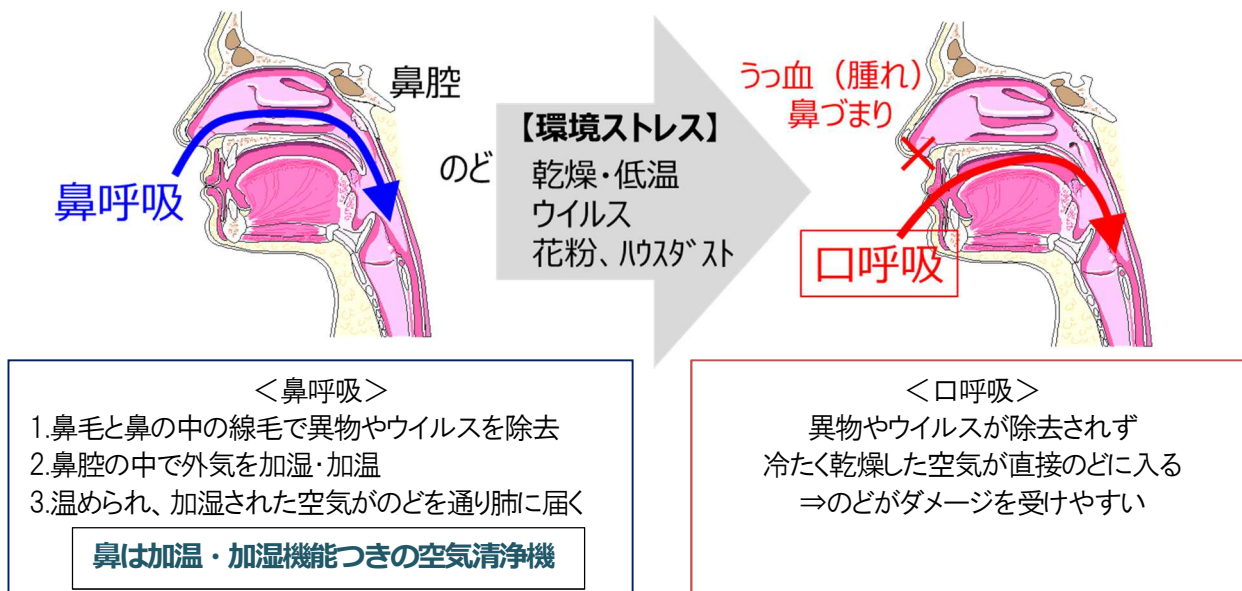 鼻腔
のど
鼻呼吸
【環境ストレス】
乾燥・低温
ウイルス
花粉、ハウスダスト
うっ血（腫れ）
鼻づまり
口呼吸
＜鼻呼吸＞
1.鼻毛と鼻の中の線毛で異物やウイルスを除去
2.鼻腔の中で外気を加湿・加温
3.温められ、加湿された空気がのどを通り肺に届く
鼻は加温・加湿機能つきの空気清浄機
＜口呼吸＞
異物やウイルスが除去されず
冷たく乾燥した空気が直接のどに入る
⇒のどがダメージを受けやすい